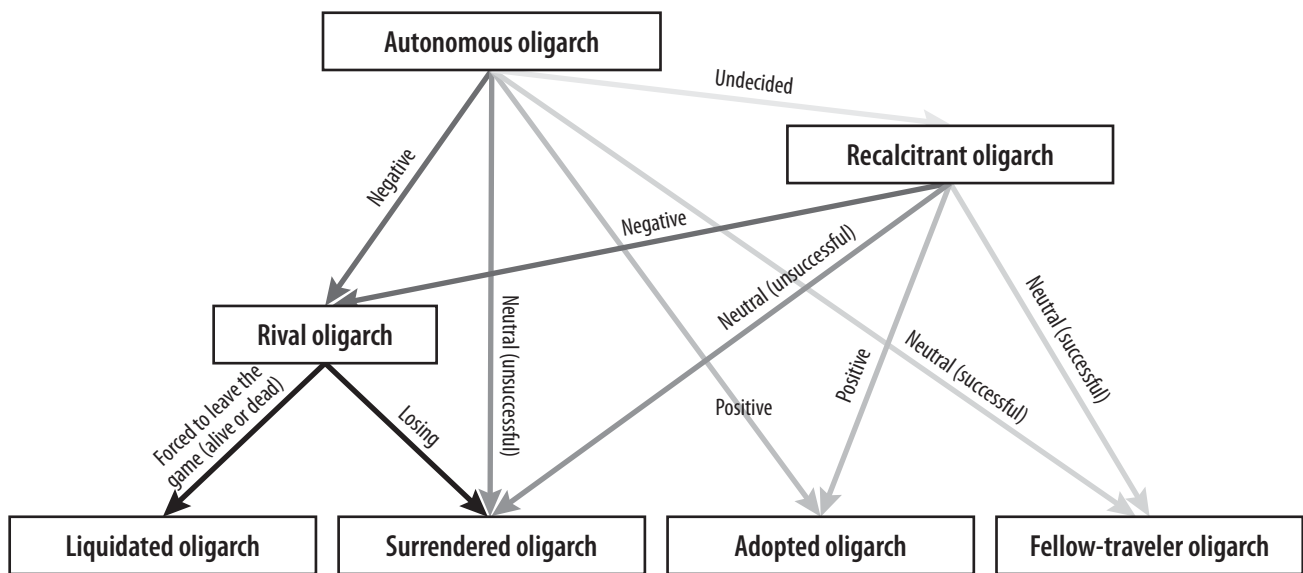 Autonomous oligarch
Undecided
Recalcitrant oligarch
Negative
Negative
Neutral (unsuccessful)
Neutral (successful)
Rival oligarch
Neutral (unsuccessful)
Neutral (successful)
Forced to leave the
game (alive or dead)
Losing
Positive
Positive
Liquidated oligarch
Surrendered oligarch
Adopted oligarch
Fellow-traveler oligarch